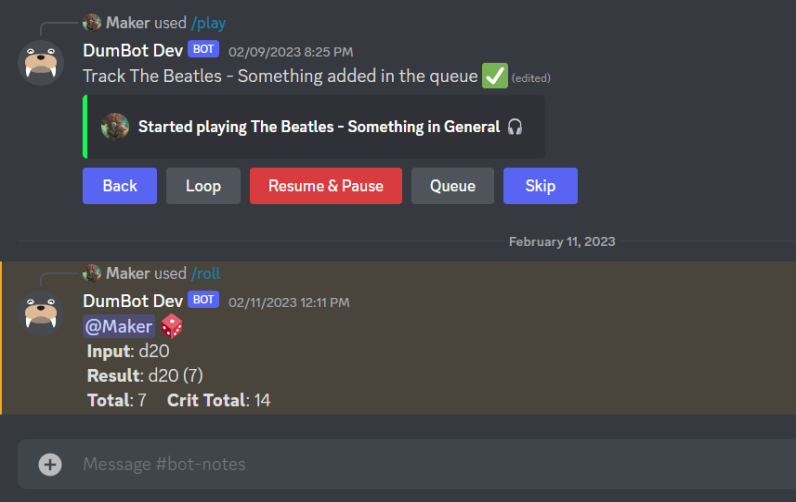 Maker used /play
DumBot Dev BOT 02/09/2023 8:25 PM
Track The Beatles - Something added in the queue ✅ (edited)
Started playing The Beatles - Something in General 🎧
Back Loop Resume & Pause Queue Skip
February 11, 2023
Maker used /roll
DumBot Dev BOT 02/11/2023 12:11 PM
@Maker 🎲
Input: d20
Result: d20 (7)
Total: 7 Crit Total: 14
Message #bot-notes